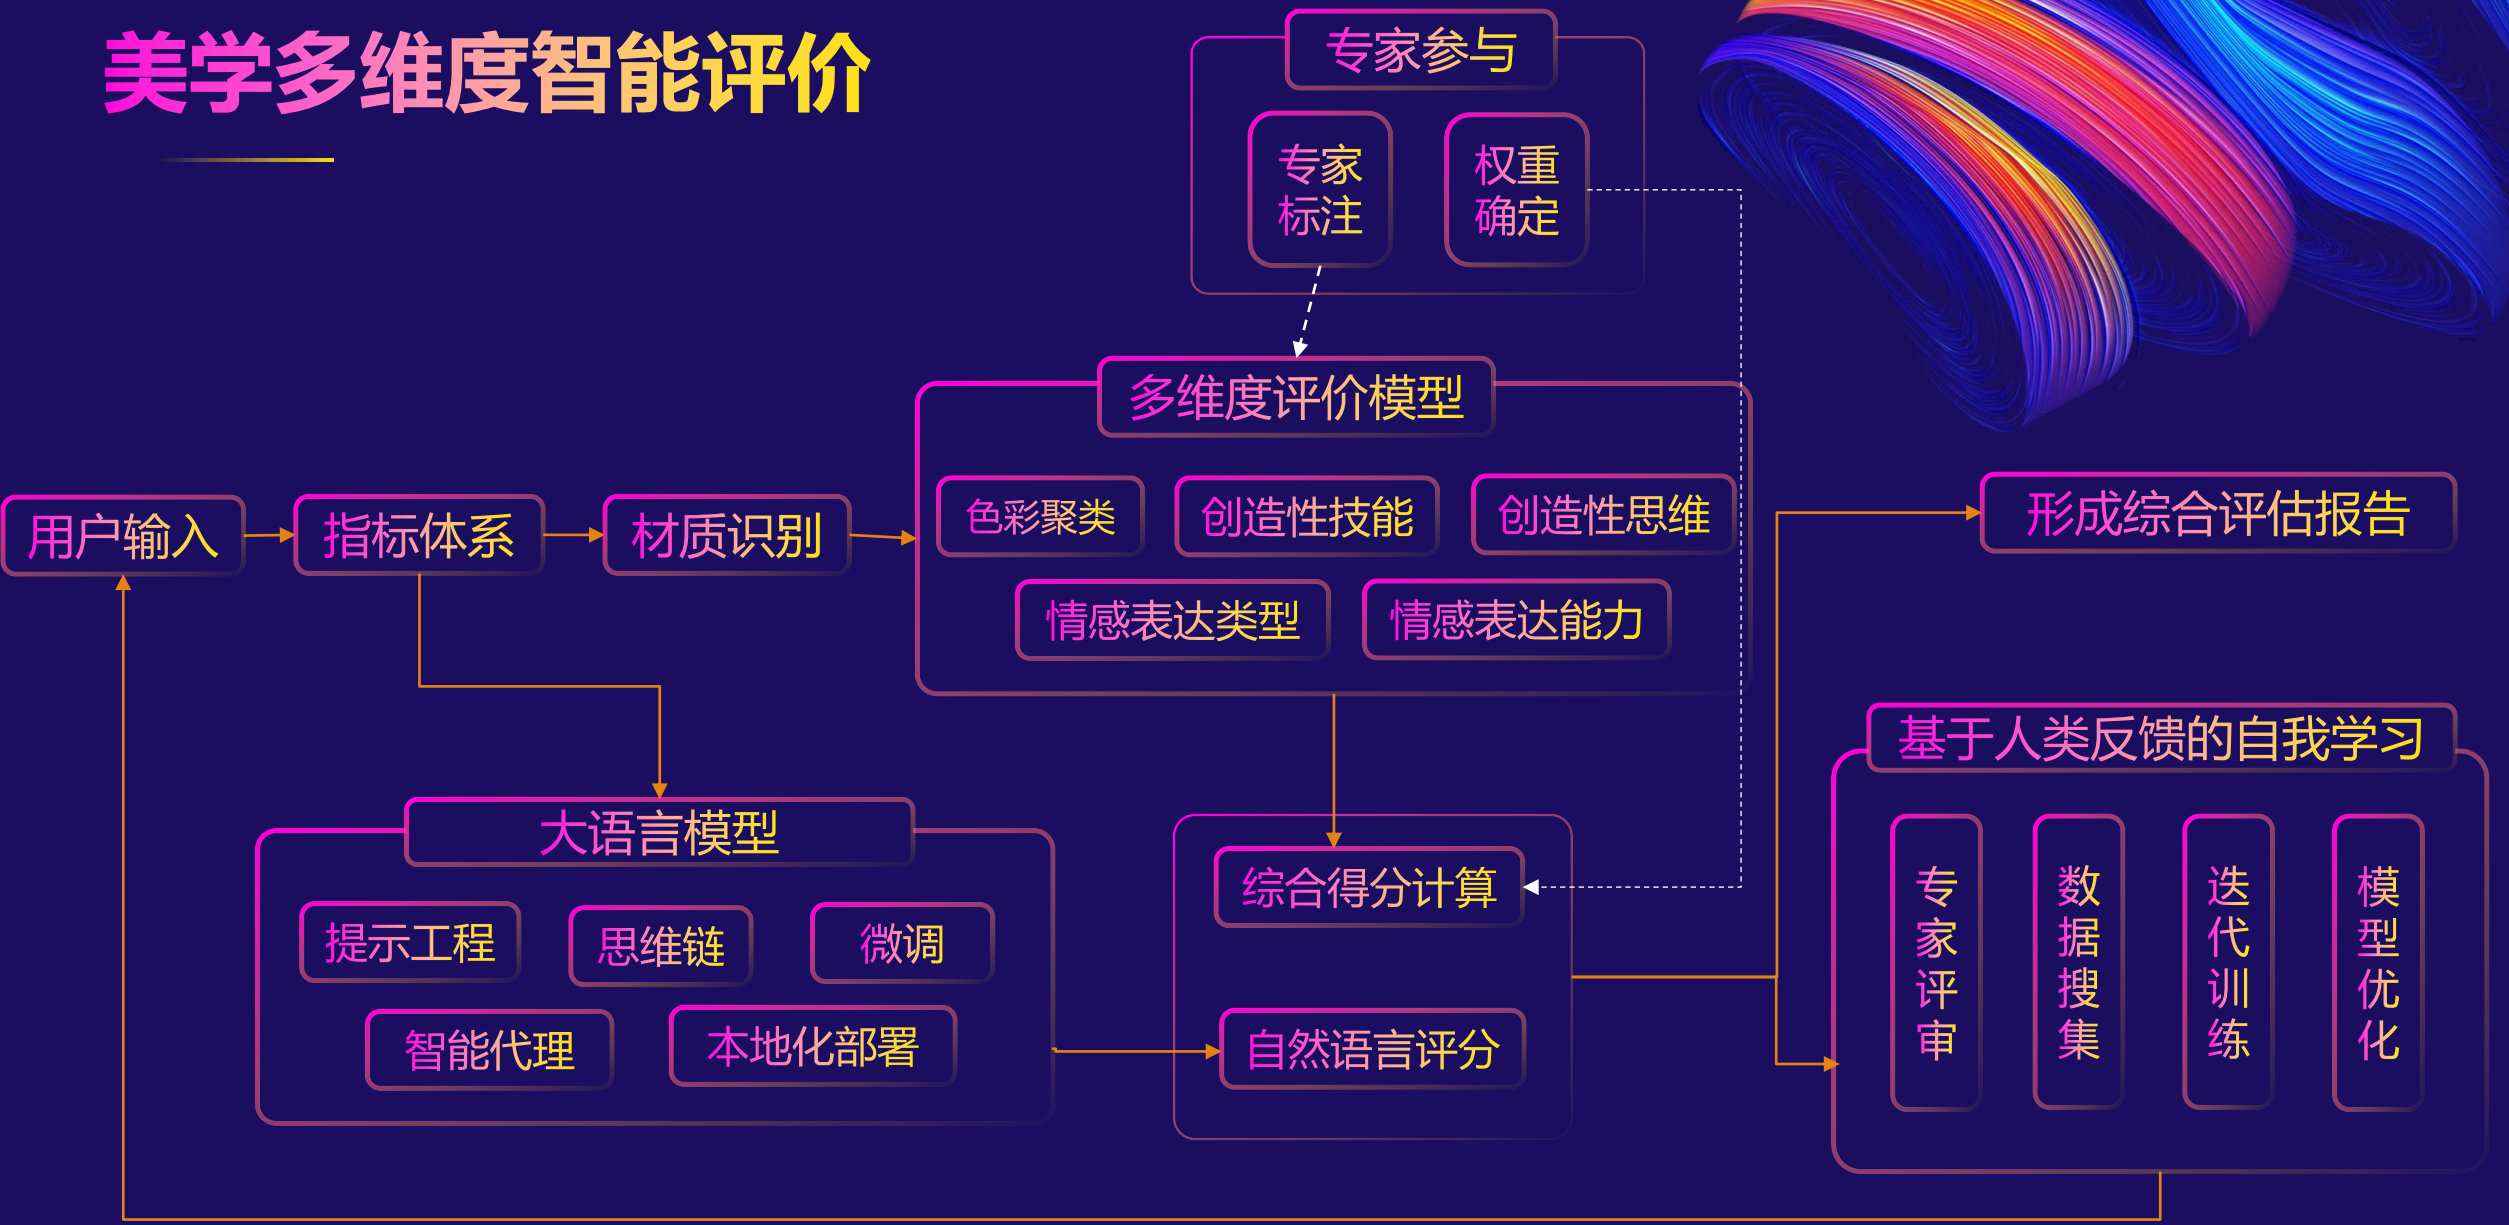 美学多维度智能评价
专家参与
专家
标注
权重
确定
多维度评价模型
色彩聚类
创造性技能
创造性思维
情感表达类型
情感表达能力
用户输入
指标体系
材质识别
形成综合评估报告
大语言模型
提示工程
思维链
微调
智能代理
本地化部署
综合得分计算
自然语言评分
基于人类反馈的自我学习
专家评审
数据搜集
迭代训练
模型优化